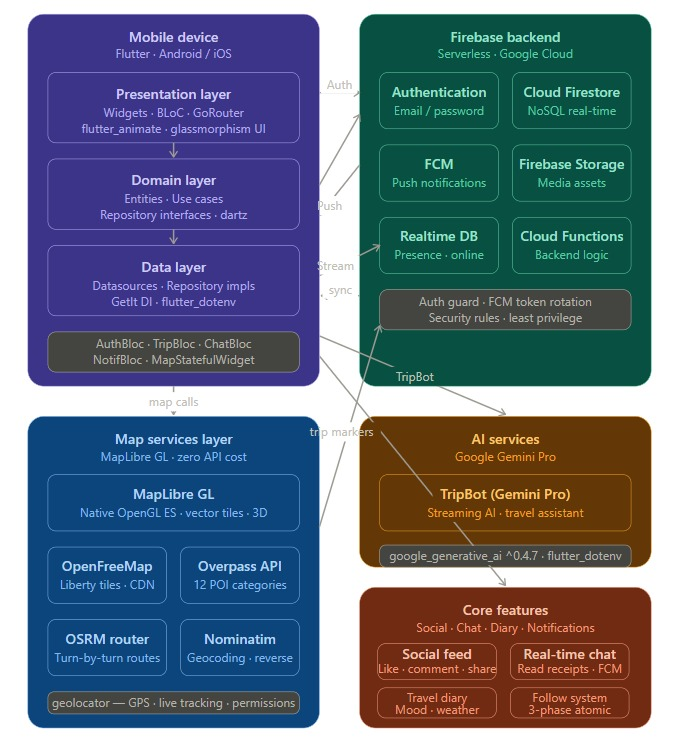 Mobile device
Flutter · Android / iOS
Presentation layer
Widgets · BLoC · GoRouter
flutter_animate · glassmorphism UI
Domain layer
Entities · Use cases
Repository interfaces · dartz
Data layer
Datasources · Repository impls
GetIt DI · flutter_dotenv
AuthBloc · TripBloc · ChatBloc
NotifBloc · MapStatefulWidget
Auth
Push
Stream
sync
Firebase backend
Serverless · Google Cloud
Authentication
Email / password
Cloud Firestore
NoSQL real-time
FCM
Push notifications
Firebase Storage
Media assets
Realtime DB
Presence · online
Cloud Functions
Backend logic
Auth guard · FCM token rotation
Security rules · least privilege
TripBot
map calls
trip markers
Map services layer
MapLibre GL · zero API cost
MapLibre GL
Native OpenGL ES · vector tiles · 3D
OpenFreeMap
Liberty tiles · CDN
Overpass API
12 POI categories
OSRM router
Turn-by-turn routes
Nominatim
Geocoding · reverse
geolocator — GPS · live tracking · permissions
AI services
Google Gemini Pro
TripBot (Gemini Pro)
Streaming AI · travel assistant
google_generative_ai ^0.4.7 · flutter_dotenv
Core features
Social · Chat · Diary · Notifications
Social feed
Like · comment · share
Real-time chat
Read receipts · FCM
Travel diary
Mood · weather
Follow system
3-phase atomic